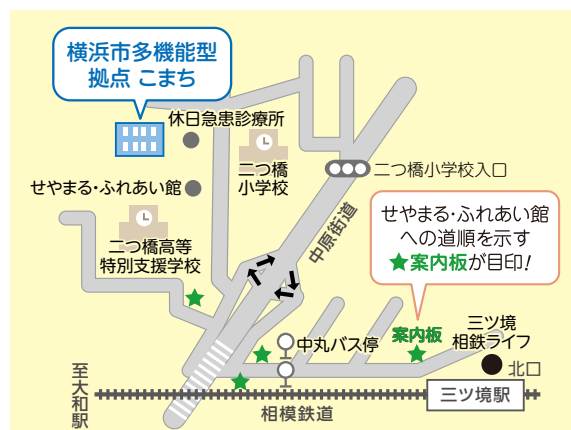 横浜市多機能型
拠点 こまち
休日急患診療所
二つ橋
小学校
二つ橋小学校入口
せやまる・ふれあい館
二つ橋高等
特別支援学校
中原街道
せやまる・ふれあい館
への道順を示す
★案内板が目印!
案内板
三ツ境
相鉄ライフ
中丸バス停
北口
至大和駅
相模鉄道
三ツ境駅